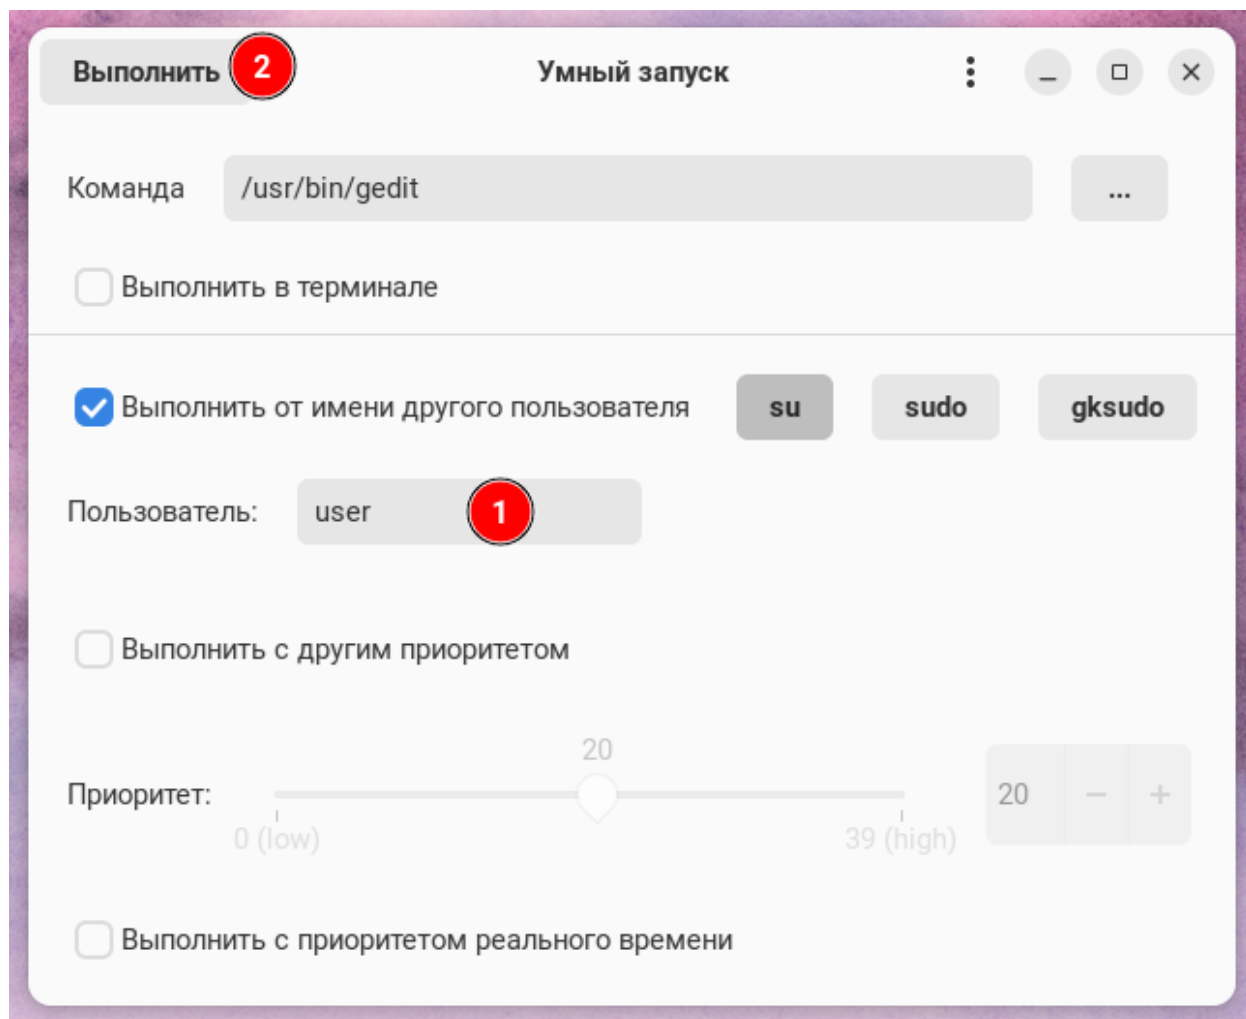 Выполнить 2 Умный запуск
Команда /usr/bin/gedit ...
Выполнить в терминале
Выполнить от имени другого пользователя su sudo gksudo
Пользователь: user 1
Выполнить с другим приоритетом
20
Приоритет: 20 − +
0 (low) 39 (high)
Выполнить с приоритетом реального времени